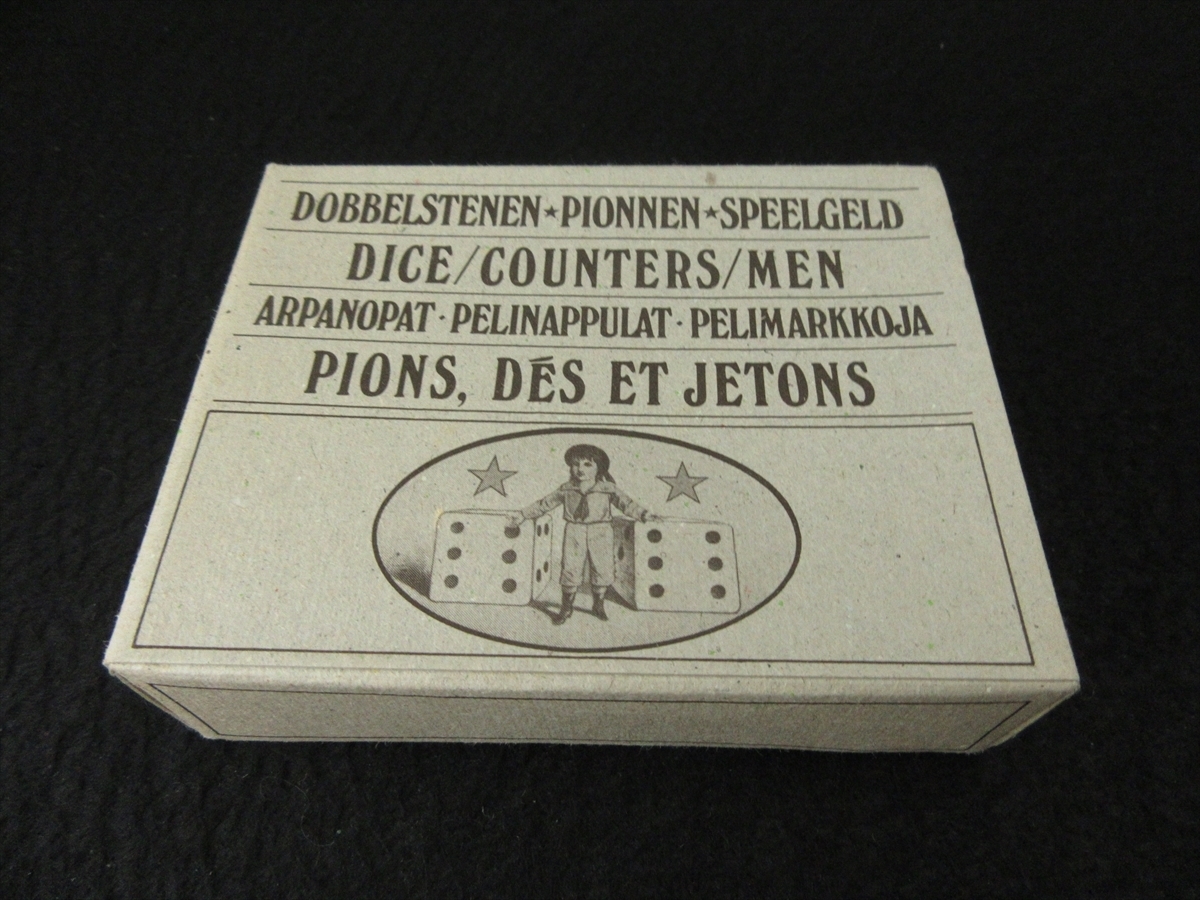 DOBBELSTENEN★PIONNEN★SPEELGELD
DICE/COUNTERS/MEN
ARPANOPAT·PELINAPPULAT·PELIMARKKOJA
PIONS, DÉS ET JETONS